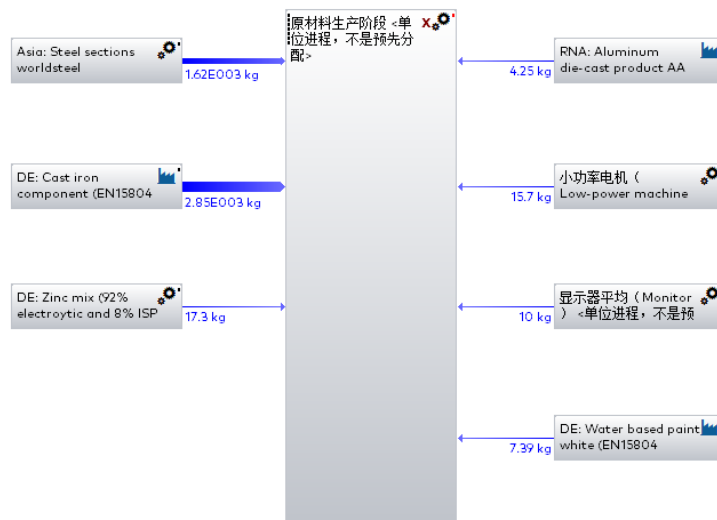 原材料生产阶段 <单
位进程，不是预先分
配>
Asia: Steel sections
worldsteel
1.62E003 kg
DE: Cast iron
component (EN15804
2.85E003 kg
DE: Zinc mix (92%
electroytic and 8% ISP
17.3 kg
RNA: Aluminum
die-cast product AA
4.25 kg
小功率电机（
Low-power machine
15.7 kg
显示器平均（Monitor
）<单位进程，不是预
10 kg
DE: Water based paint
white (EN15804
7.39 kg